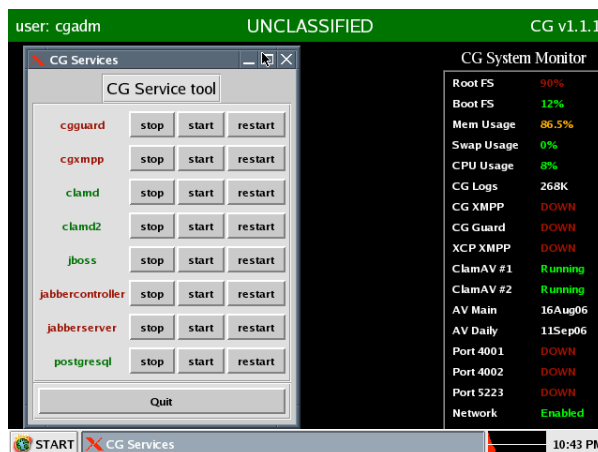 user: cgadm UNCLASSIFIED CG v1.1.1
CG Services
CG Service tool
cgguard stop start restart
cgxmpp stop start restart
clamd stop start restart
clamd2 stop start restart
jboss stop start restart
jabbercontroller stop start restart
jabberserver stop start restart
postgresql stop start restart
Quit
CG System Monitor
Root FS 90%
Boot FS 12%
Mem Usage 86.5%
Swap Usage 0%
CPU Usage 8%
CG Logs 268K
CG XMPP DOWN
CG Guard DOWN
XCP XMPP DOWN
ClamAV #1 Running
ClamAV #2 Running
AV Main 16Aug06
AV Daily 11Sep06
Port 4001 DOWN
Port 4002 DOWN
Port 5223 DOWN
Network Enabled
START CG Services 10:43 PM